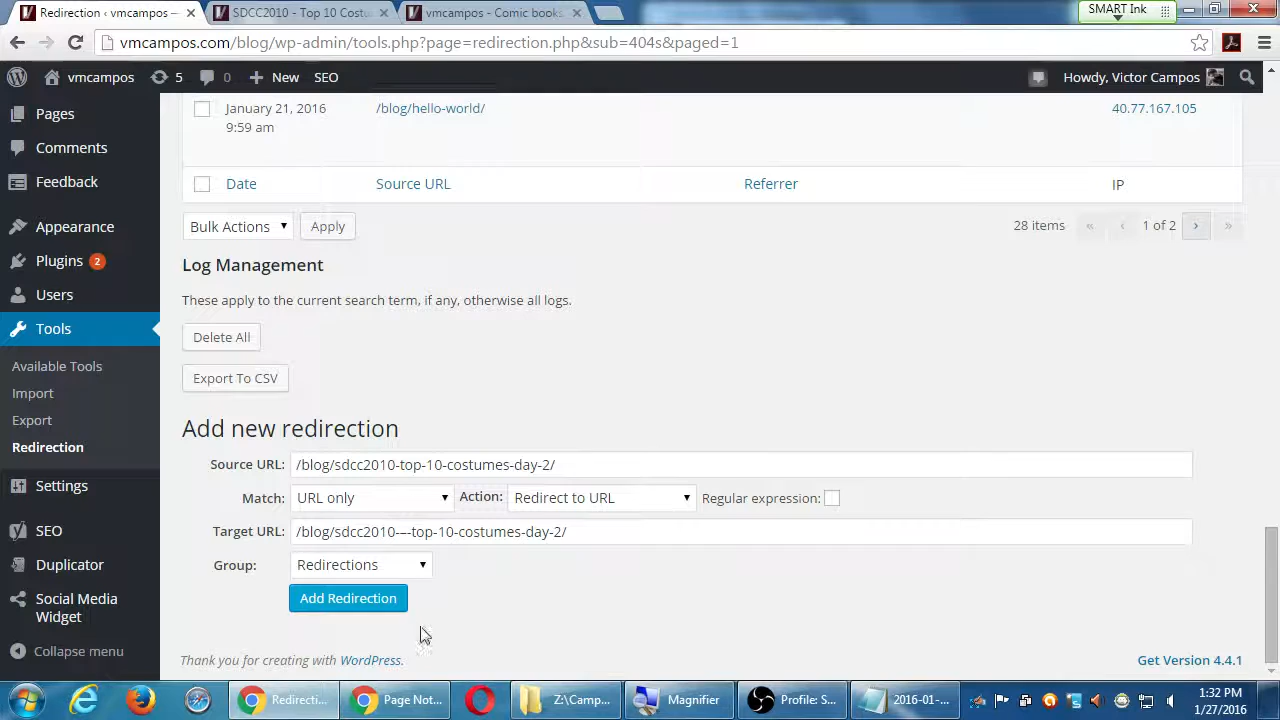 Redirection ‹ vmcampos —
SDCC2010 - Top 10 Costu
vmcampos - Comic books
SMART Ink
vmcampos.com/blog/wp-admin/tools.php?page=redirection.php&sub=404s&paged=1
vmcampos 5 0 New SEO Howdy, Victor Campos
Pages
Comments
Feedback
Appearance
Plugins 2
Users
Tools
Available Tools
Import
Export
Redirection
Settings
SEO
Duplicator
Social Media
Widget
Collapse menu
January 21, 2016 /blog/hello-world/ 40.77.167.105
9:59 am
Date Source URL Referrer IP
Bulk Actions Apply 28 items « ‹ 1 of 2 › »
Log Management
These apply to the current search term, if any, otherwise all logs.
Delete All
Export To CSV
Add new redirection
Source URL: /blog/sdcc2010-top-10-costumes-day-2/
Match: URL only Action: Redirect to URL Regular expression:
Target URL: /blog/sdcc2010-–-top-10-costumes-day-2/
Group: Redirections
Add Redirection
Thank you for creating with WordPress. Get Version 4.4.1
Redirecti... Page Not... Z:\Camp... Magnifier Profile: S... 2016-01-... 1:32 PM
1/27/2016